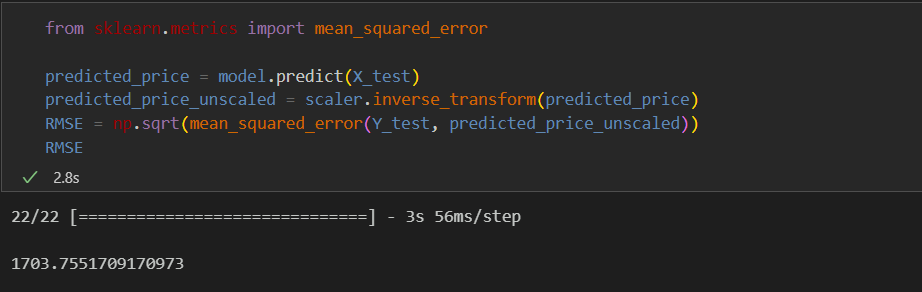 from sklearn.metrics import mean_squared_error
predicted_price = model.predict(X_test)
predicted_price_unscaled = scaler.inverse_transform(predicted_price)
RMSE = np.sqrt(mean_squared_error(Y_test, predicted_price_unscaled))
RMSE
✓ 2.8s
22/22 [==============================] - 3s 56ms/step
1703.7551709170973